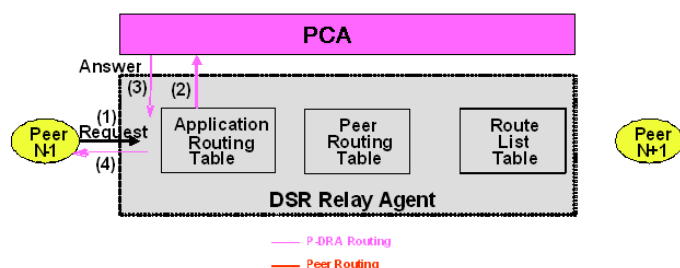 PCA
Answer
(3)
(2)
(1)
Request
Peer
N-1
(4)
Application
Routing
Table
Peer
Routing
Table
Route
List
Table
Peer
N+1
DSR Relay Agent
P-DRA Routing
Peer Routing